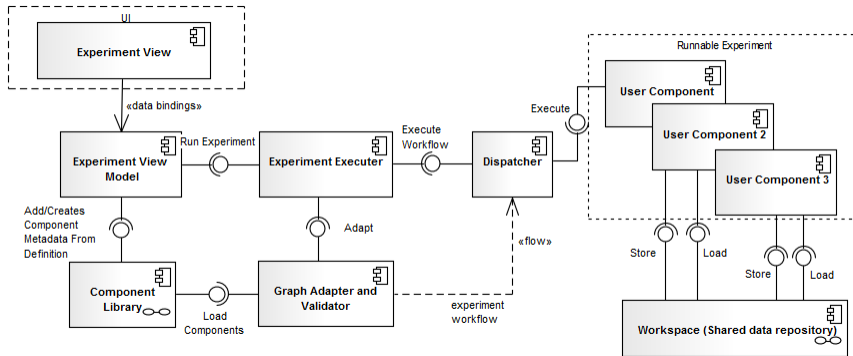 UI
Experiment View
Runnable Experiment
User Component
«data bindings»
Execute
User Component 2
Run Experiment
Execute
Workflow
Experiment View
Model
Experiment Executer
Dispatcher
User Component 3
Add/Creates
Component
Metadata From
Definition
Adapt
«flow»
Store
Load
Store
Load
Component
Library
Load
Components
Graph Adapter and
Validator
experiment
workflow
Workspace (Shared data repository)